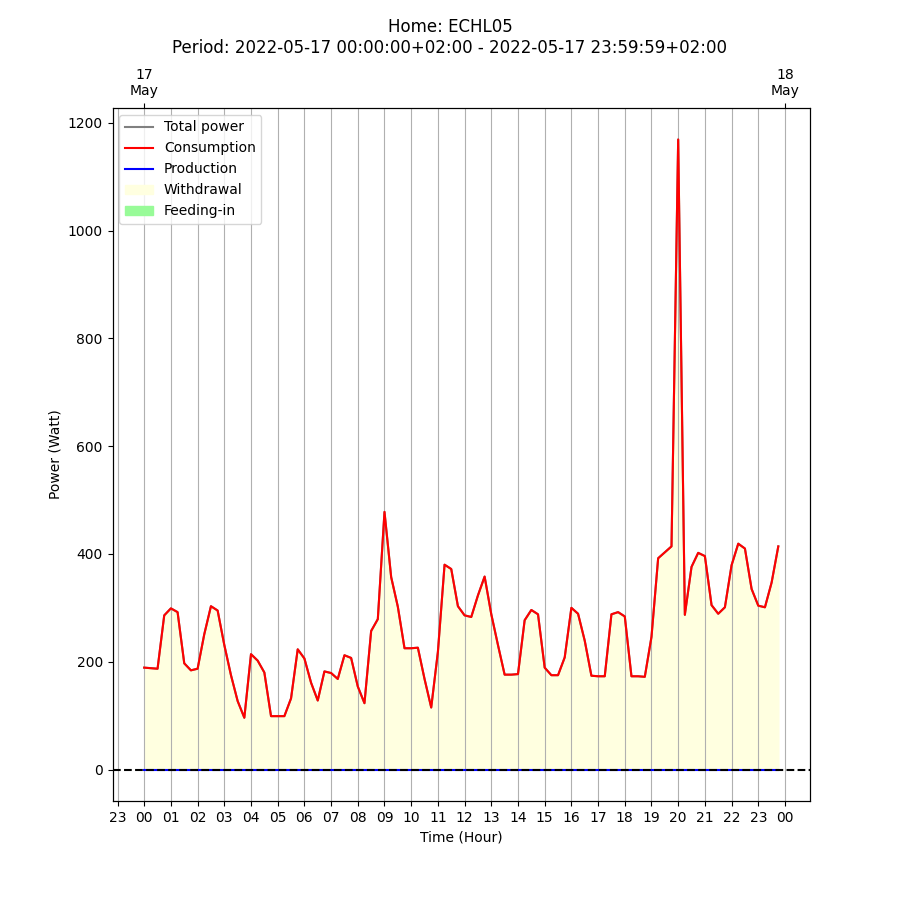 Home: ECHL05
Period: 2022-05-17 00:00:00+02:00 - 2022-05-17 23:59:59+02:00
17 18
May May
Total power
Consumption
Production
Withdrawal
Feeding-in
1200
1000
800
600
400
200
0
Power (Watt)
23 00 01 02 03 04 05 06 07 08 09 10 11 12 13 14 15 16 17 18 19 20 21 22 23 00
Time (Hour)